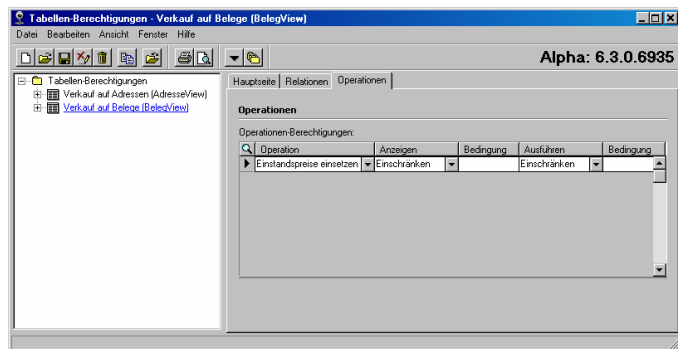 Tabellen-Berechtigungen - Verkauf auf Belege (BelegView)
Datei Bearbeiten Ansicht Fenster Hilfe
Alpha: 6.3.0.6935
Tabellen-Berechtigungen
Verkauf auf Adressen (AdresseView)
Verkauf auf Belege (BelegView)
Hauptseite Relationen Operationen
Operationen
Operationen-Berechtigungen:
Operation Anzeigen Bedingung Ausführen Bedingung
Einstandspreise einsetzen Einschränken Einschränken